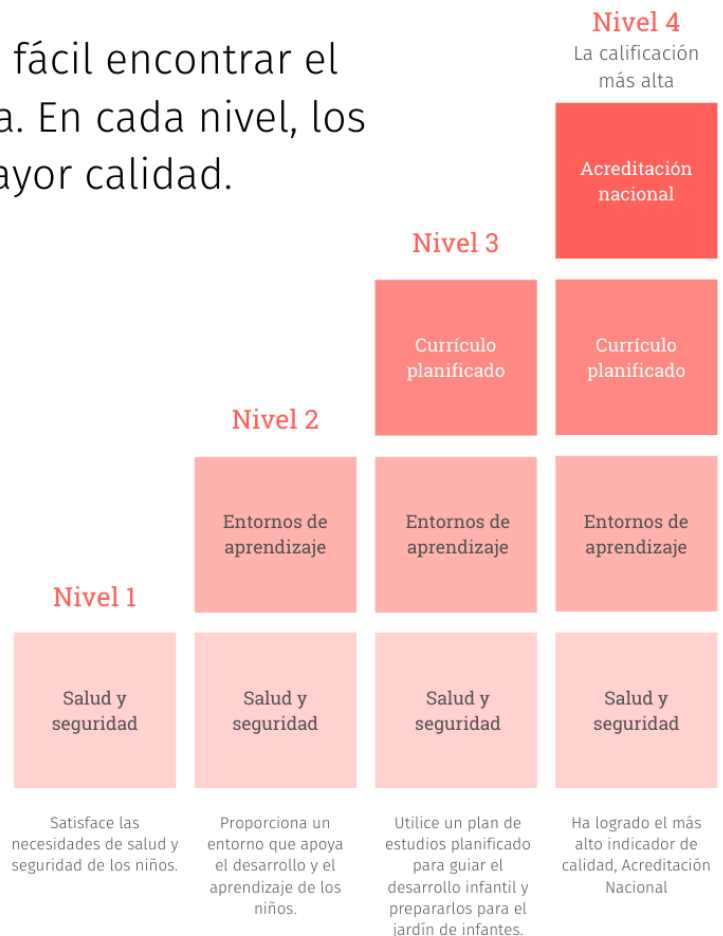 fácil encontrar el
a. En cada nivel, los
ayor calidad.
Nivel 4
La calificación
más alta
Acreditación
nacional
Nivel 3
Currículo
planificado
Currículo
planificado
Nivel 2
Entornos de
aprendizaje
Entornos de
aprendizaje
Entornos de
aprendizaje
Nivel 1
Salud y
seguridad
Salud y
seguridad
Salud y
seguridad
Salud y
seguridad
Satisface las
necesidades de salud y
seguridad de los niños.
Proporciona un
entorno que apoya
el desarrollo y el
aprendizaje de los
niños.
Utilice un plan de
estudios planificado
para guiar el
desarrollo infantil y
prepararlos para el
jardín de infantes.
Ha logrado el más
alto indicador de
calidad, Acreditación
Nacional